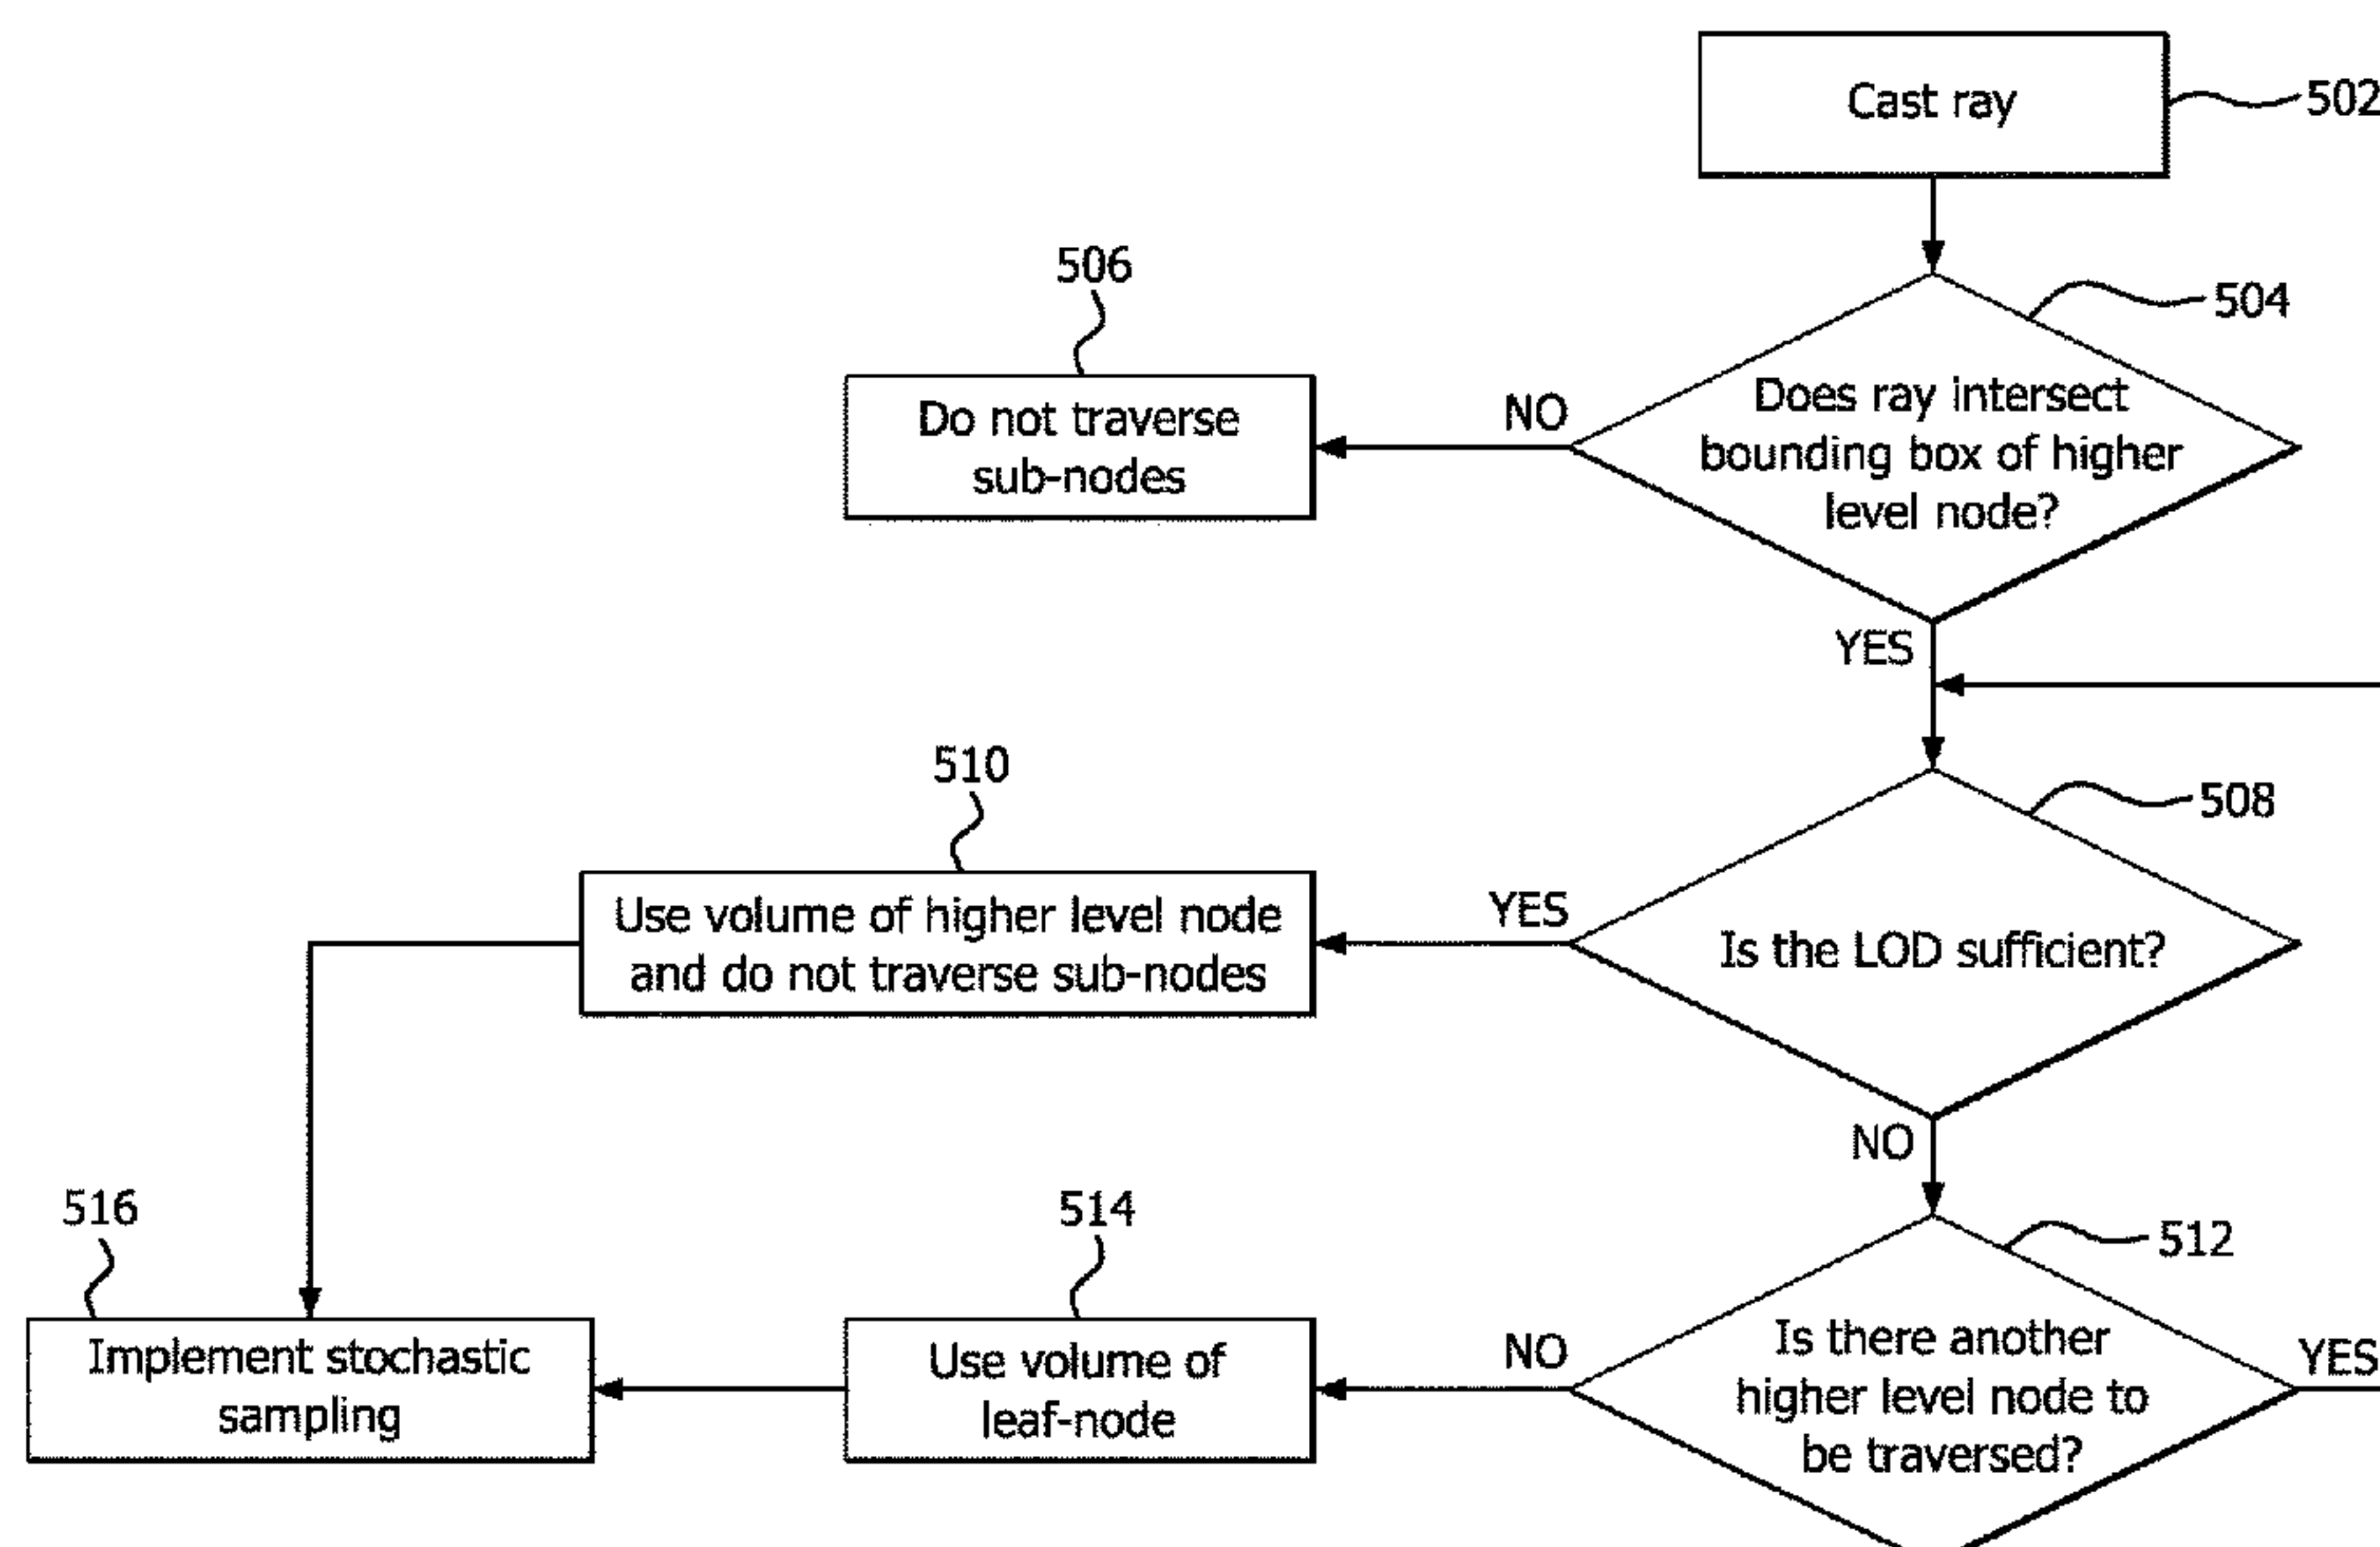 Cast ray
502
506
504
Do not traverse
sub-nodes
NO
Does ray intersect
bounding box of higher
level node?
YES
510
508
Use volume of higher level node
and do not traverse sub-nodes
YES
Is the LOD sufficient?
NO
516
514
512
Implement stochastic
sampling
Use volume of
leaf-node
NO
Is there another
higher level node to
be traversed?
YES